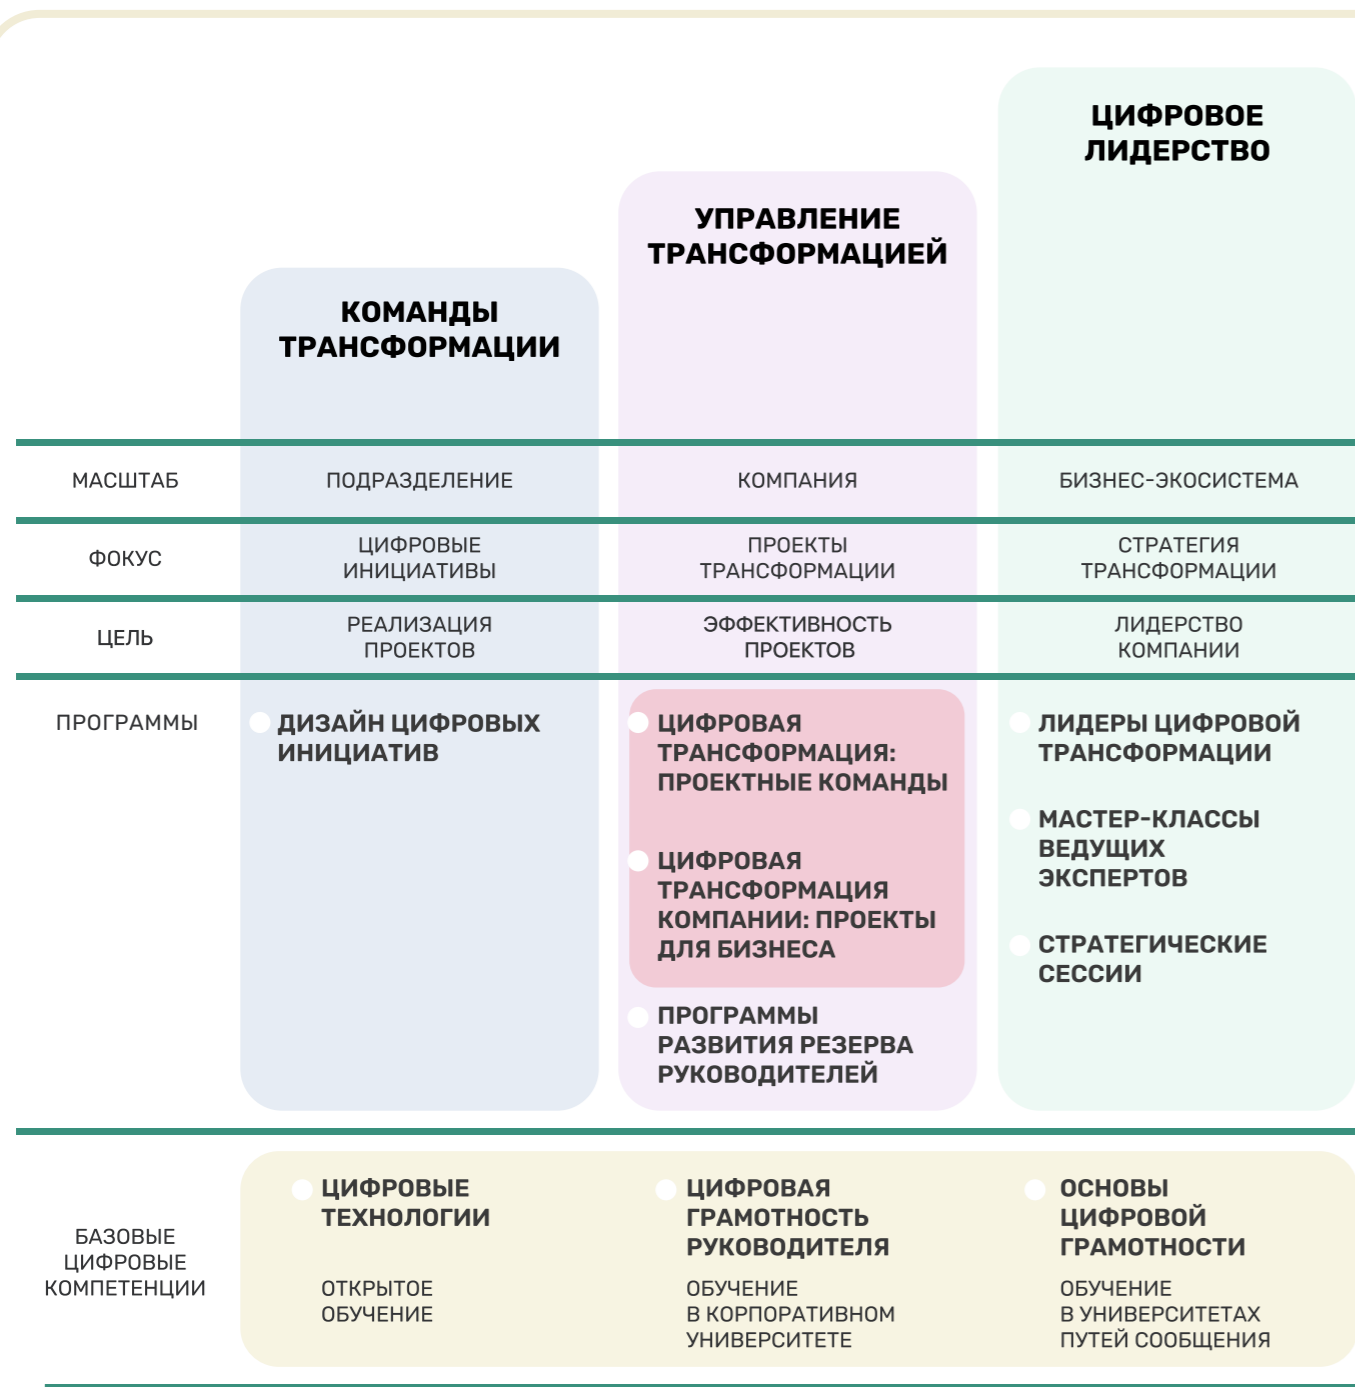 ЦИФРОВОЕ
ЛИДЕРСТВО
УПРАВЛЕНИЕ
ТРАНСФОРМАЦИЕЙ
КОМАНДЫ
ТРАНСФОРМАЦИИ
МАСШТАБ
ПОДРАЗДЕЛЕНИЕ
КОМПАНИЯ
БИЗНЕС-ЭКОСИСТЕМА
ФОКУС
ЦИФРОВЫЕ
ИНИЦИАТИВЫ
ПРОЕКТЫ
ТРАНСФОРМАЦИИ
СТРАТЕГИЯ
ТРАНСФОРМАЦИИ
ЦЕЛЬ
РЕАЛИЗАЦИЯ
ПРОЕКТОВ
ЭФФЕКТИВНОСТЬ
ПРОЕКТОВ
ЛИДЕРСТВО
КОМПАНИИ
ПРОГРАММЫ
ДИЗАЙН ЦИФРОВЫХ
ИНИЦИАТИВ
ЦИФРОВАЯ
ТРАНСФОРМАЦИЯ:
ПРОЕКТНЫЕ КОМАНДЫ
ЦИФРОВАЯ
ТРАНСФОРМАЦИЯ
КОМПАНИИ: ПРОЕКТЫ
ДЛЯ БИЗНЕСА
ПРОГРАММЫ
РАЗВИТИЯ РЕЗЕРВА
РУКОВОДИТЕЛЕЙ
ЛИДЕРЫ ЦИФРОВОЙ
ТРАНСФОРМАЦИИ
МАСТЕР-КЛАССЫ
ВЕДУЩИХ
ЭКСПЕРТОВ
СТРАТЕГИЧЕСКИЕ
СЕССИИ
БАЗОВЫЕ
ЦИФРОВЫЕ
КОМПЕТЕНЦИИ
ЦИФРОВЫЕ
ТЕХНОЛОГИИ
ОТКРЫТОЕ
ОБУЧЕНИЕ
ЦИФРОВАЯ
ГРАМОТНОСТЬ
РУКОВОДИТЕЛЯ
ОБУЧЕНИЕ
В КОРПОРАТИВНОМ
УНИВЕРСИТЕТЕ
ОСНОВЫ
ЦИФРОВОЙ
ГРАМОТНОСТИ
ОБУЧЕНИЕ
В УНИВЕРСИТЕТАХ
ПУТЕЙ СООБЩЕНИЯ